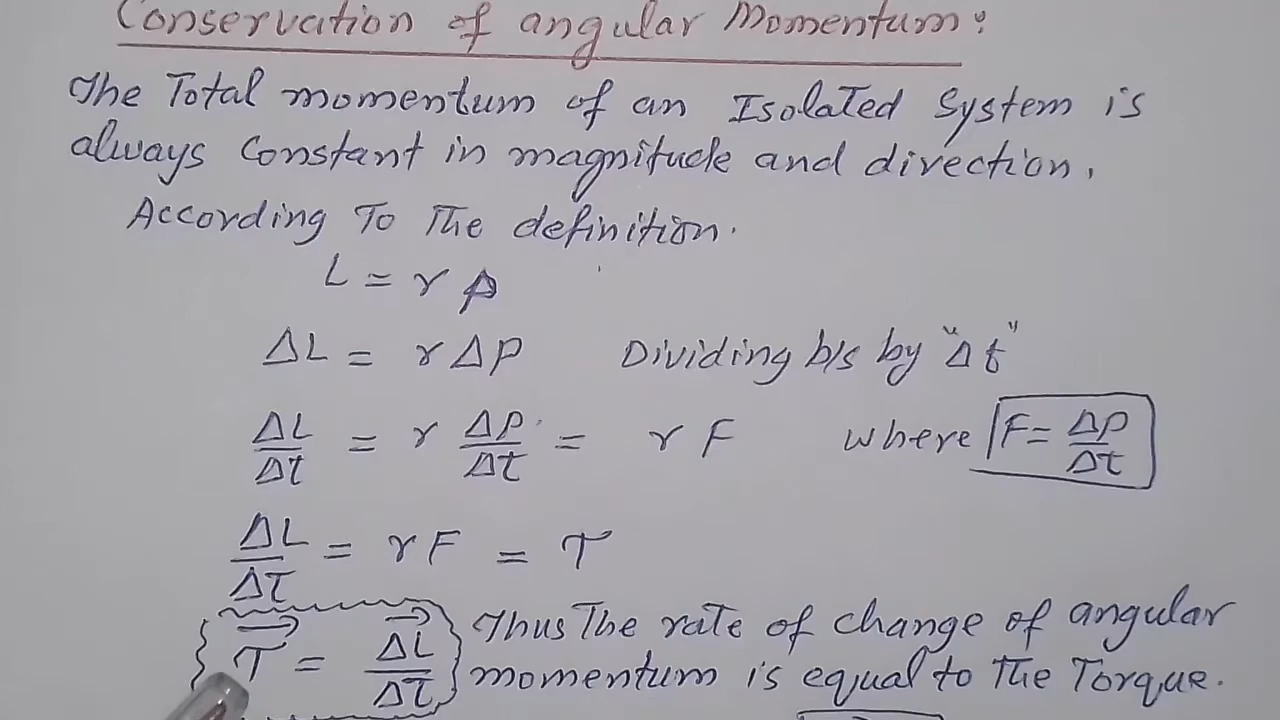 Conservation of angular Momentum:
The Total momentum of an Isolated System is
always Constant in magnitude and direction.
According To The definition.
L = r P
ΔL = r ΔP Dividing b/s by "Δt"
ΔL/Δt = r ΔP/Δt = r F where F = ΔP/Δt
ΔL/Δτ = r F = τ
τ⃗ = ΔL⃗/Δτ Thus The rate of change of angular
momentum is equal to The Torque.